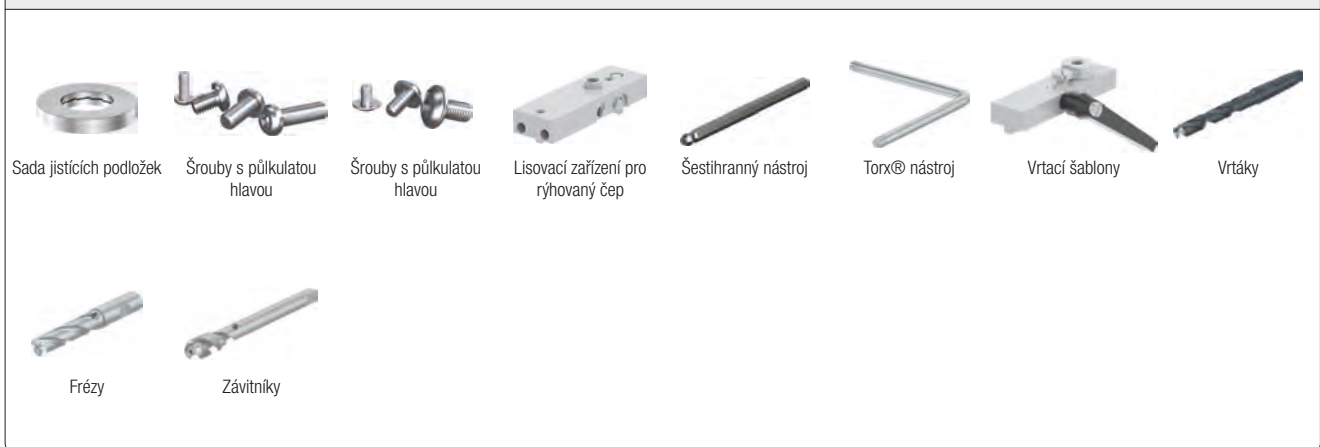 Sada jistících podložek
Šrouby s půlkulatou
hlavou
Šrouby s půlkulatou
hlavou
Lisovací zařízení pro
rýhovaný čep
Šestihranný nástroj
Torx® nástroj
Vrtací šablony
Vrtáky
Frézy
Závitníky